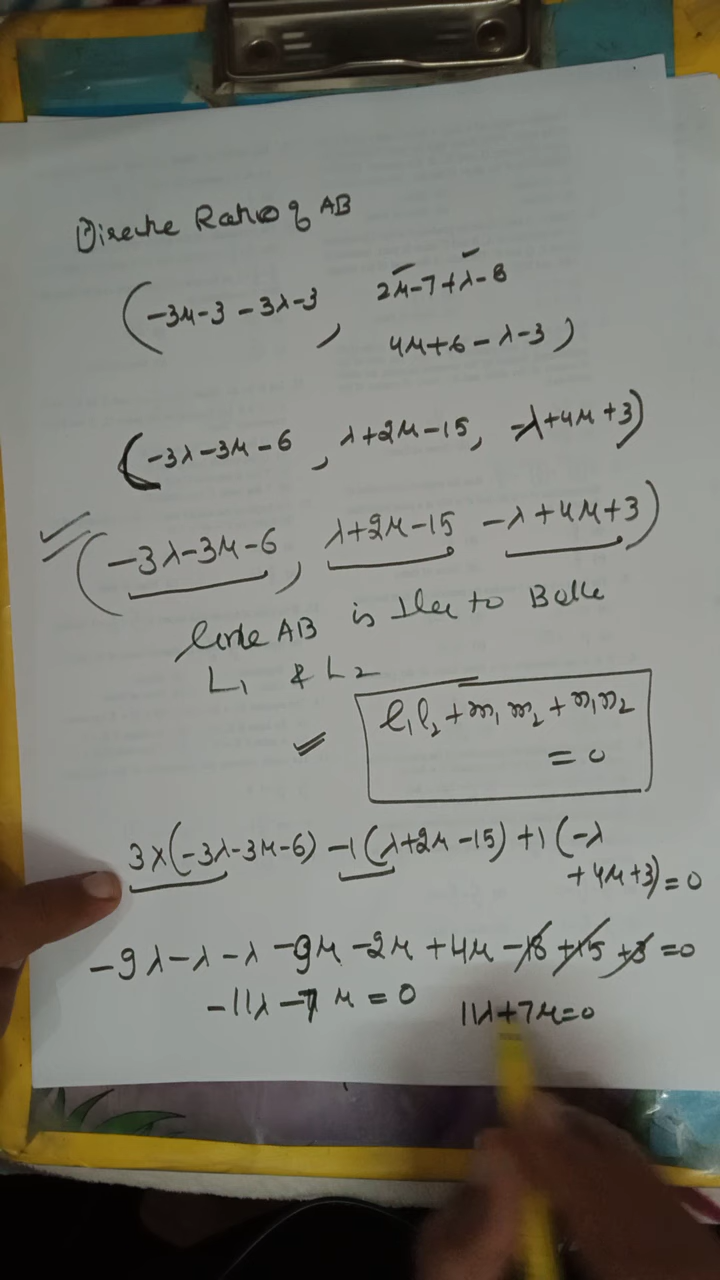 Directie Ratio of AB
(-3μ-3-3λ-3, 2μ-7+λ-8
4μ+6-λ-3)
(-3λ-3μ-6, λ+2μ-15, -λ+4μ+3)
(-3λ-3μ-6, λ+2μ-15 -λ+4μ+3)
line AB is to
L₁ & L₂
l₁l₂+m₁m₂+n₁n₂
=0
3×(-3λ-3μ-6)-1(λ+2μ-15)+1(-λ
+4μ+3)=0
-9λ-λ-λ-9μ-2μ+4μ-18+15+3=0
-11λ-7μ=0 11λ+7μ=0